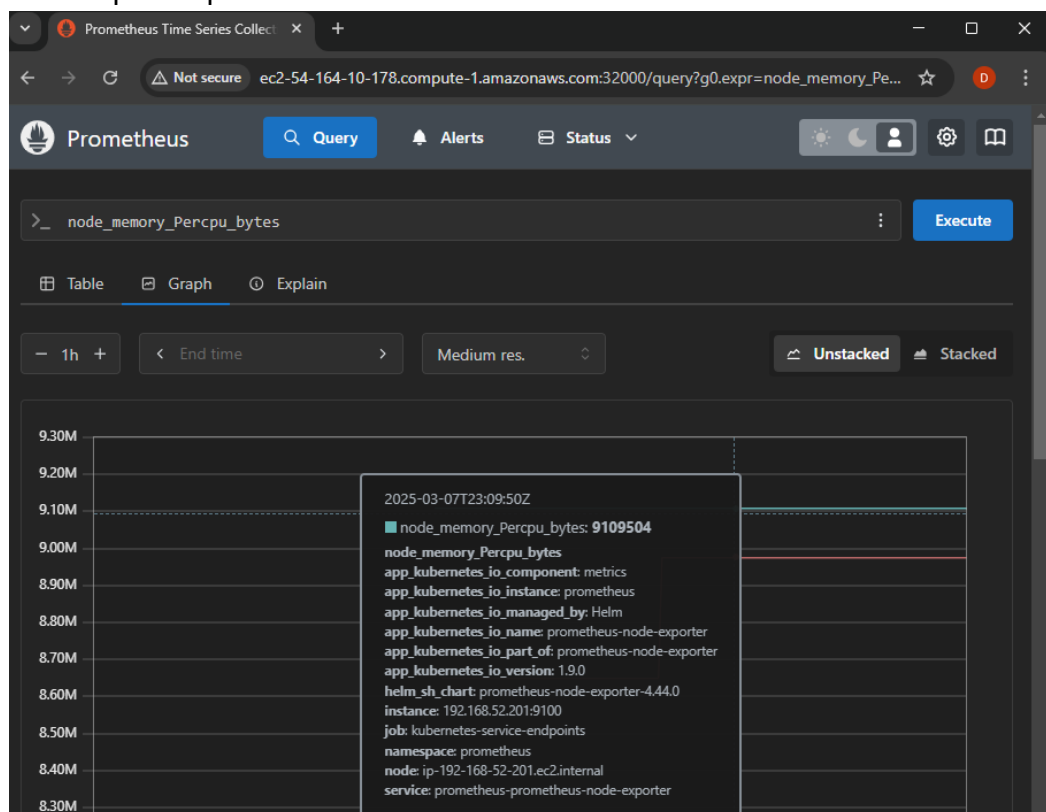 Prometheus Time Series Collect
Not secure ec2-54-164-10-178.compute-1.amazonaws.com:32000/query?g0.expr=node_memory_Pe... D
Prometheus Query Alerts Status
>_ node_memory_Percpu_bytes Execute
Table Graph Explain
− 1h + < End time > Medium res. Unstacked Stacked
9.30M
9.20M
9.10M
9.00M
8.90M
8.80M
8.70M
8.60M
8.50M
8.40M
8.30M
2025-03-07T23:09:50Z
node_memory_Percpu_bytes: 9109504
node_memory_Percpu_bytes
app_kubernetes_io_component: metrics
app_kubernetes_io_instance: prometheus
app_kubernetes_io_managed_by: Helm
app_kubernetes_io_name: prometheus-node-exporter
app_kubernetes_io_part_of: prometheus-node-exporter
app_kubernetes_io_version: 1.9.0
helm_sh_chart: prometheus-node-exporter-4.44.0
instance: 192.168.52.201:9100
job: kubernetes-service-endpoints
namespace: prometheus
node: ip-192-168-52-201.ec2.internal
service: prometheus-prometheus-node-exporter